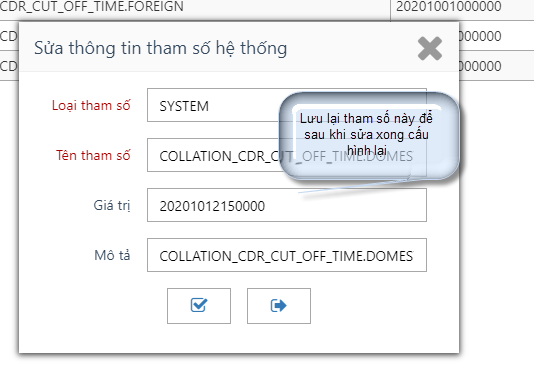 CDR_CUT_OFF_TIME.FOREIGN 20201001000000
CD 000000
CD 000000
Sửa thông tin tham số hệ thống
Loại tham số SYSTEM
Lưu lại tham số này để
sau khi sửa xong cấu
hình lại
Tên tham số COLLATION_CDR_CUT_OFF_TIME.DOMES
Giá trị 20201012150000
Mô tả COLLATION_CDR_CUT_OFF_TIME.DOMES